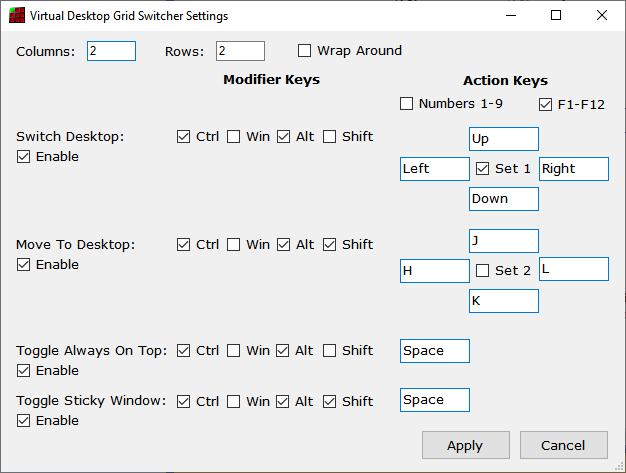 Virtual Desktop Grid Switcher Settings
Columns: 2 Rows: 2 Wrap Around
Modifier Keys Action Keys
Numbers 1-9 F1-F12
Switch Desktop: Ctrl Win Alt Shift Up
Enable
Left Set 1 Right
Down
Move To Desktop: Ctrl Win Alt Shift J
Enable
H Set 2 L
K
Toggle Always On Top: Ctrl Win Alt Shift Space
Enable
Toggle Sticky Window: Ctrl Win Alt Shift Space
Enable
Apply Cancel